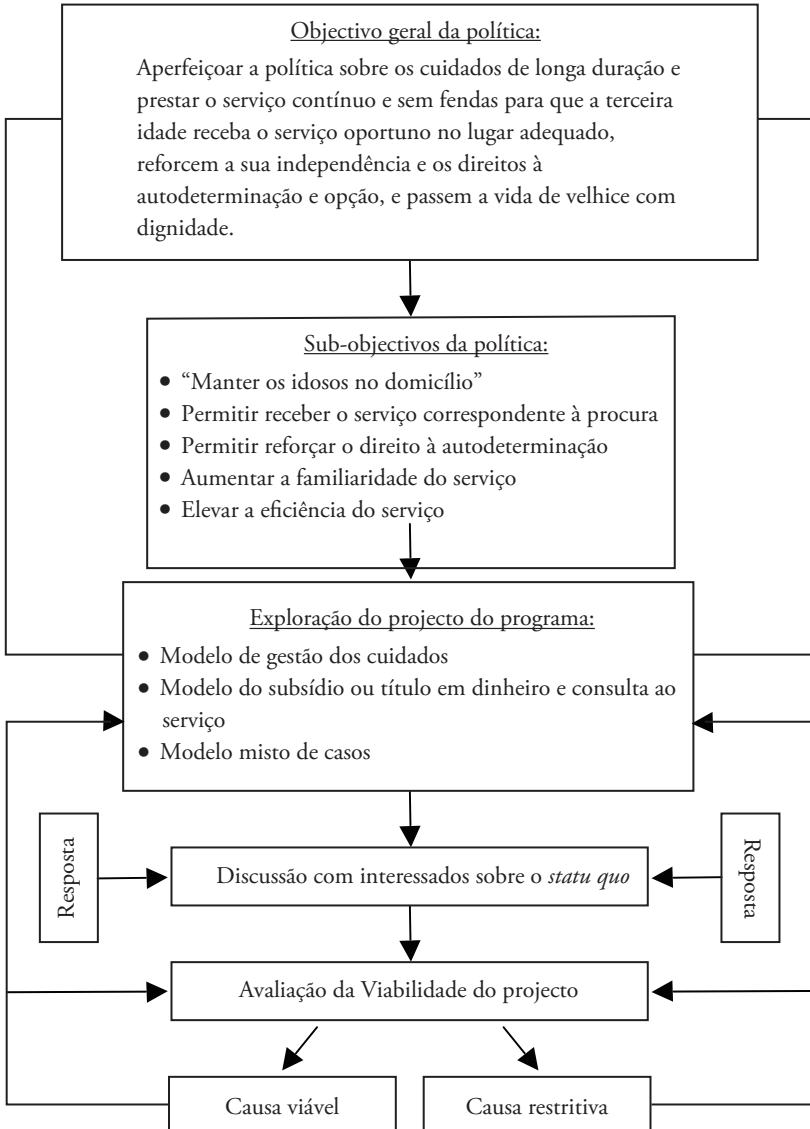 Objectivo geral da política:
Aperfeiçoar a política sobre os cuidados de longa duração e
prestar o serviço contínuo e sem fendas para que a terceira
idade receba o serviço oportuno no lugar adequado,
reforcem a sua independência e os direitos à
autodeterminação e opção, e passem a vida de velhice com
dignidade.
Sub-objectivos da política:
• “Manter os idosos no domicílio”
• Permitir receber o serviço correspondente à procura
• Permitir reforçar o direito à autodeterminação
• Aumentar a familiaridade do serviço
• Elevar a eficiência do serviço
Exploração do projecto do programa:
• Modelo de gestão dos cuidados
• Modelo do subsídio ou título em dinheiro e consulta ao
serviço
• Modelo misto de casos
Resposta
Discussão com interessados sobre o statu quo
Resposta
Avaliação da Viabilidade do projecto
Causa viável
Causa restritiva